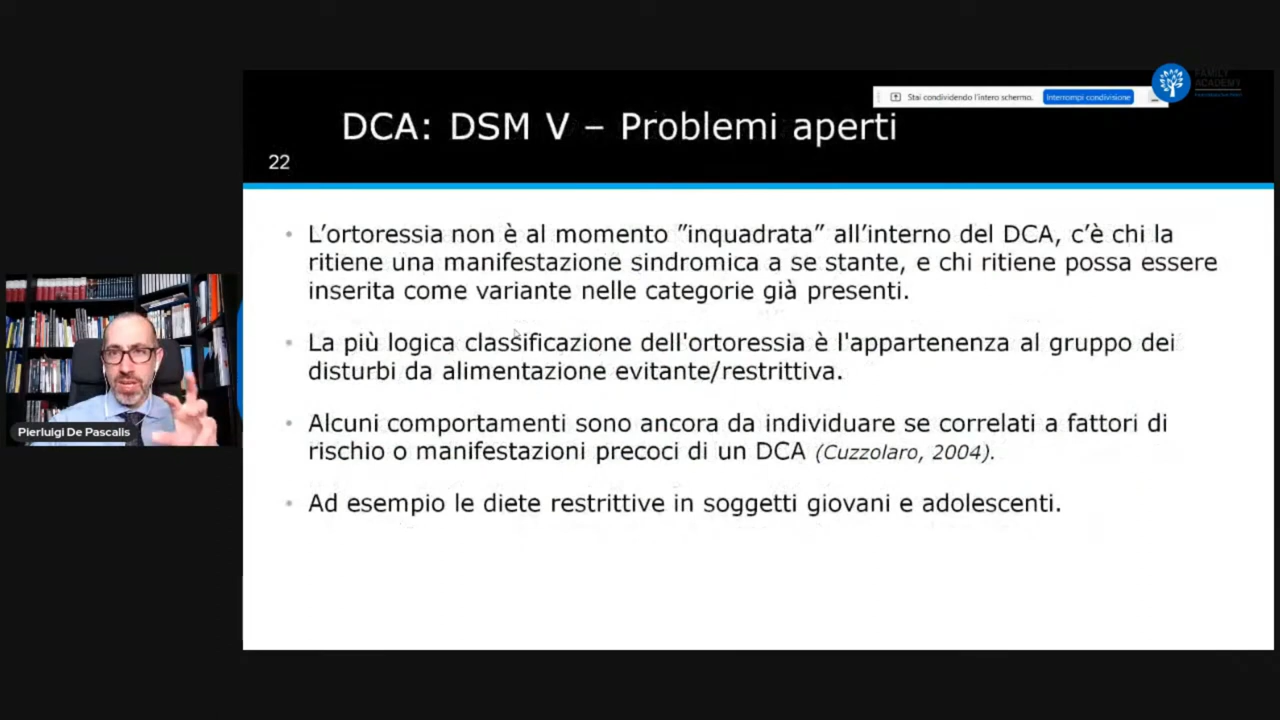 FAMILY
ACADEMY
Stai condividendo l'intero schermo. Interrompi condivisione
DCA: DSM V – Problemi aperti
22
• L’ortoressia non è al momento ”inquadrata” all’interno del DCA, c’è chi la
ritiene una manifestazione sindromica a se stante, e chi ritiene possa essere
inserita come variante nelle categorie già presenti.
• La più logica classificazione dell'ortoressia è l'appartenenza al gruppo dei
disturbi da alimentazione evitante/restrittiva.
• Alcuni comportamenti sono ancora da individuare se correlati a fattori di
rischio o manifestazioni precoci di un DCA (Cuzzolaro, 2004).
• Ad esempio le diete restrittive in soggetti giovani e adolescenti.
Pierluigi De Pascalis